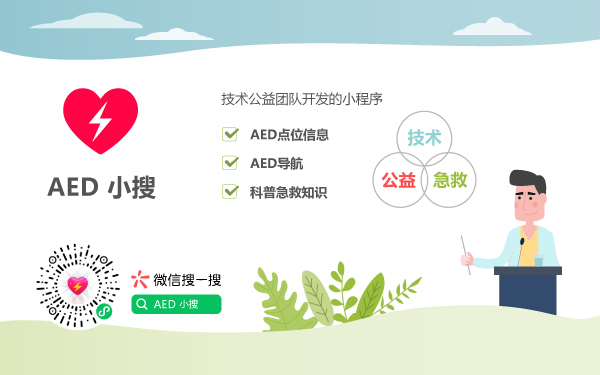 技术公益团队开发的小程序
AED点位信息
AED导航
科普急救知识
技术
公益
急救
AED 小搜
微信搜一搜
AED 小搜